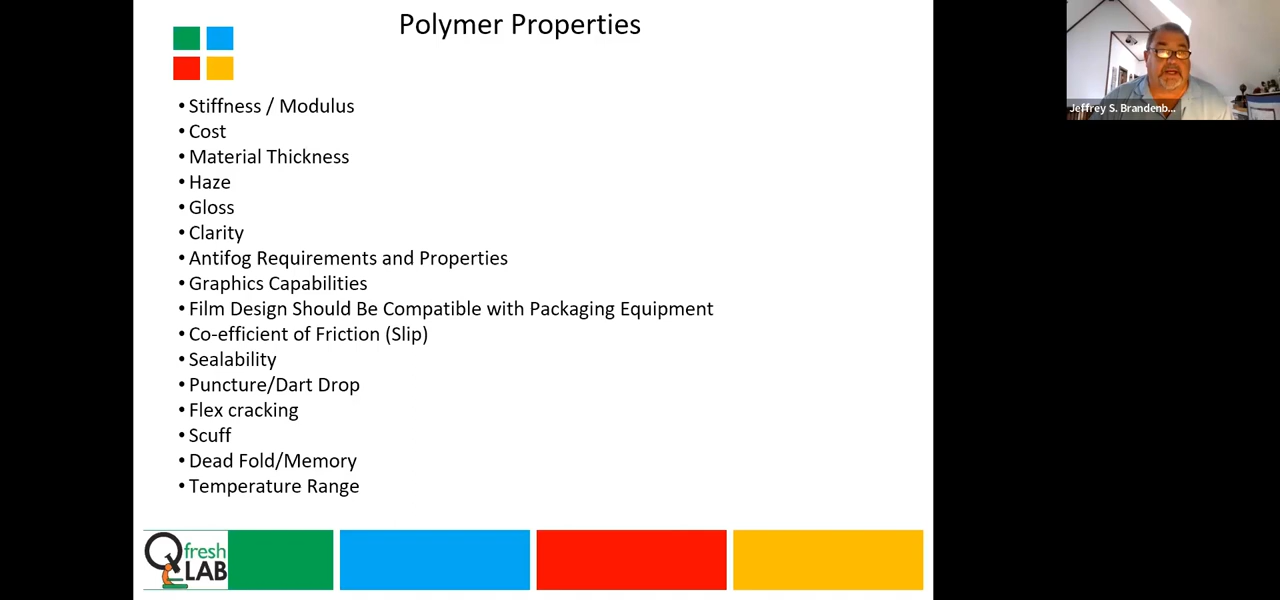 Polymer Properties
Jeffrey S. Brandenb...
• Stiffness / Modulus
• Cost
• Material Thickness
• Haze
• Gloss
• Clarity
• Antifog Requirements and Properties
• Graphics Capabilities
• Film Design Should Be Compatible with Packaging Equipment
• Co-efficient of Friction (Slip)
• Sealability
• Puncture/Dart Drop
• Flex cracking
• Scuff
• Dead Fold/Memory
• Temperature Range
Q fresh
LAB